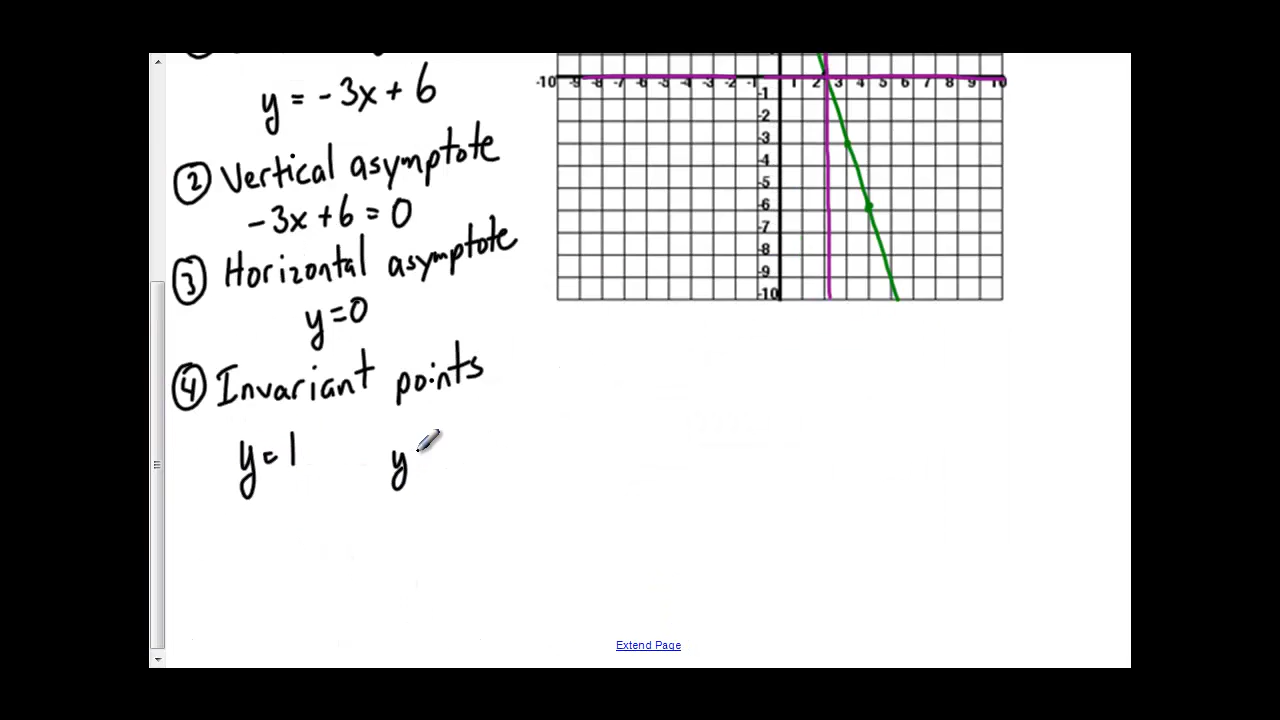 y = -3x + 6
② Vertical asymptote
-3x + 6 = 0
③ Horizontal asymptote
y = 0
④ Invariant points
y = 1 y
-10 -9 -8 -7 -6 -5 -4 -3 -2 -1 1 2 3 4 5 6 7 8 9 10
-1
-2
-3
-4
-5
-6
-7
-8
-9
-10
Extend Page